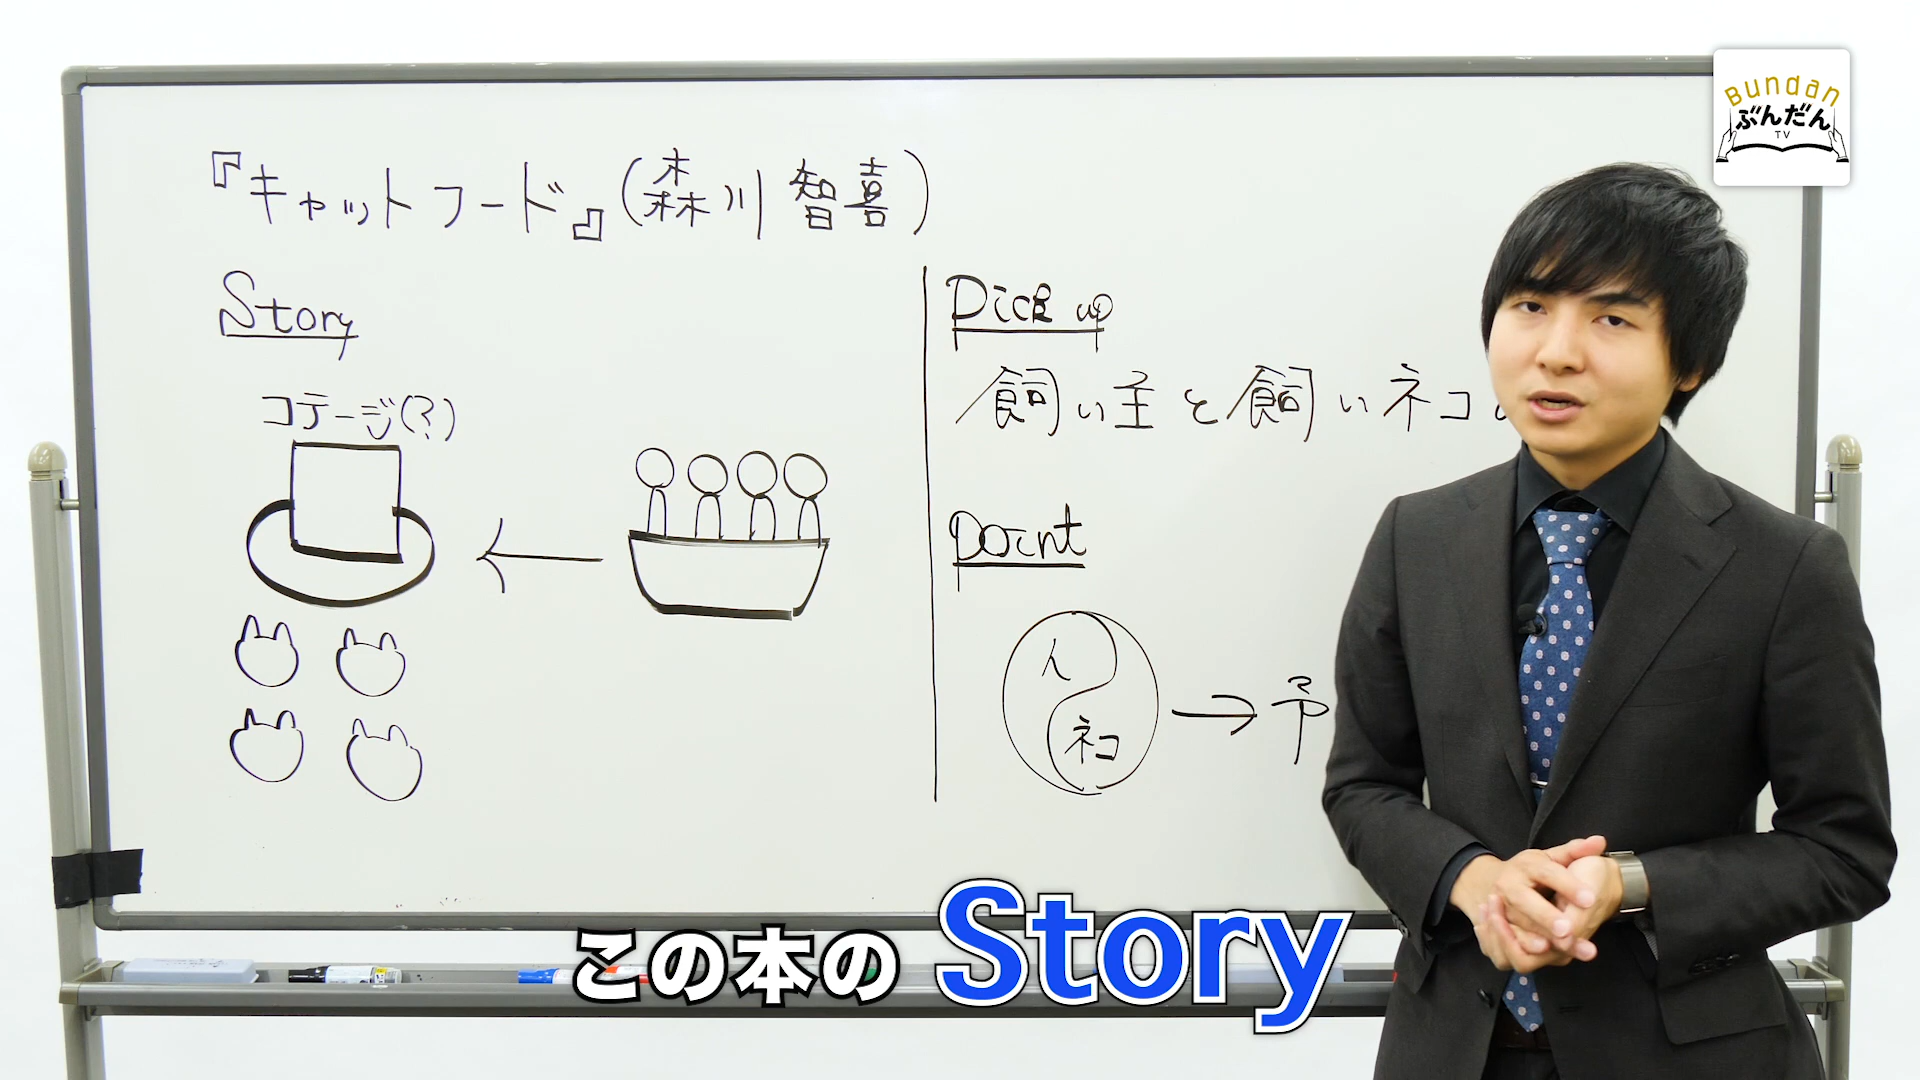 Bundan
ぶんだん
TV
『キャットフード』(森川智喜)
Story
コテージ(?)
Pick up
飼い主と飼いネコ
Point
人
ネコ
→予
この本の Story